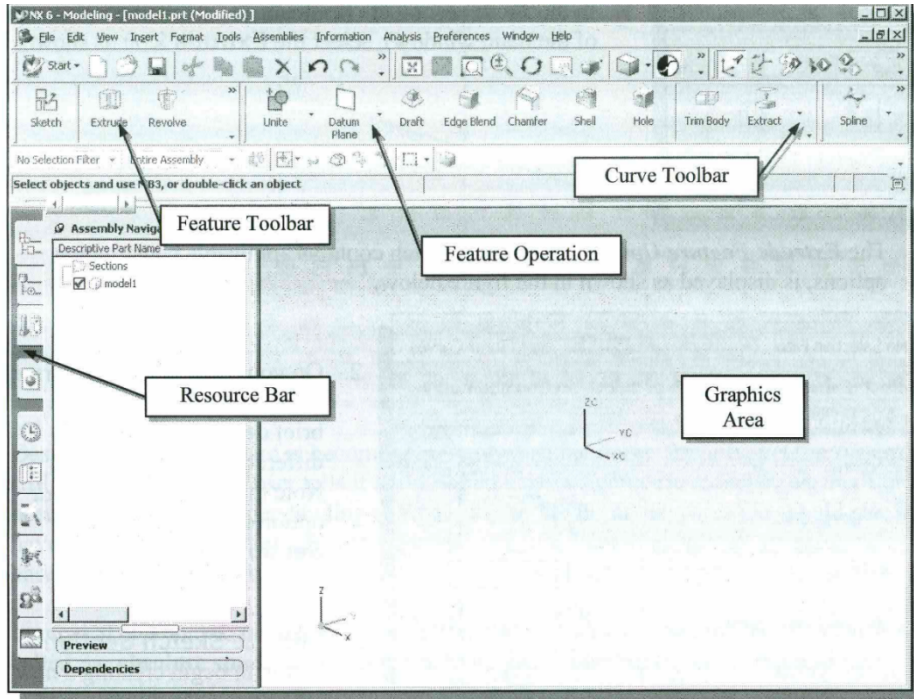 NX 6 - Modeling - [model1.prt (Modified) ]
File Edit View Insert Format Tools Assemblies Information Analysis Preferences Window Help
Start
Sketch Extrude Revolve Unite Datum Plane Draft Edge Blend Chamfer Shell Hole Trim Body Extract Spline
No Selection Filter Entire Assembly
Curve Toolbar
Select objects and use MB3, or double-click an object
Feature Toolbar
Assembly Naviga
Feature Operation
Descriptive Part Name
Sections
model1
Resource Bar
Graphics
Area
ZC
YC
XC
Z
X
Preview
Dependencies